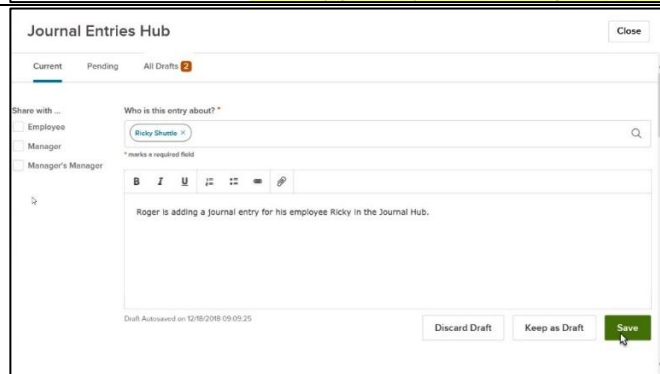 Journal Entries Hub
Close
Current Pending All Drafts 2
Share with ...
Employee
Manager
Manager's Manager
Who is this entry about? *
Ricky Shuttle ×
* marks a required field
B I U
Roger is adding a journal entry for his employee Ricky in the Journal Hub.
Draft Autosaved on 12/18/2018 09:09:25
Discard Draft Keep as Draft Save